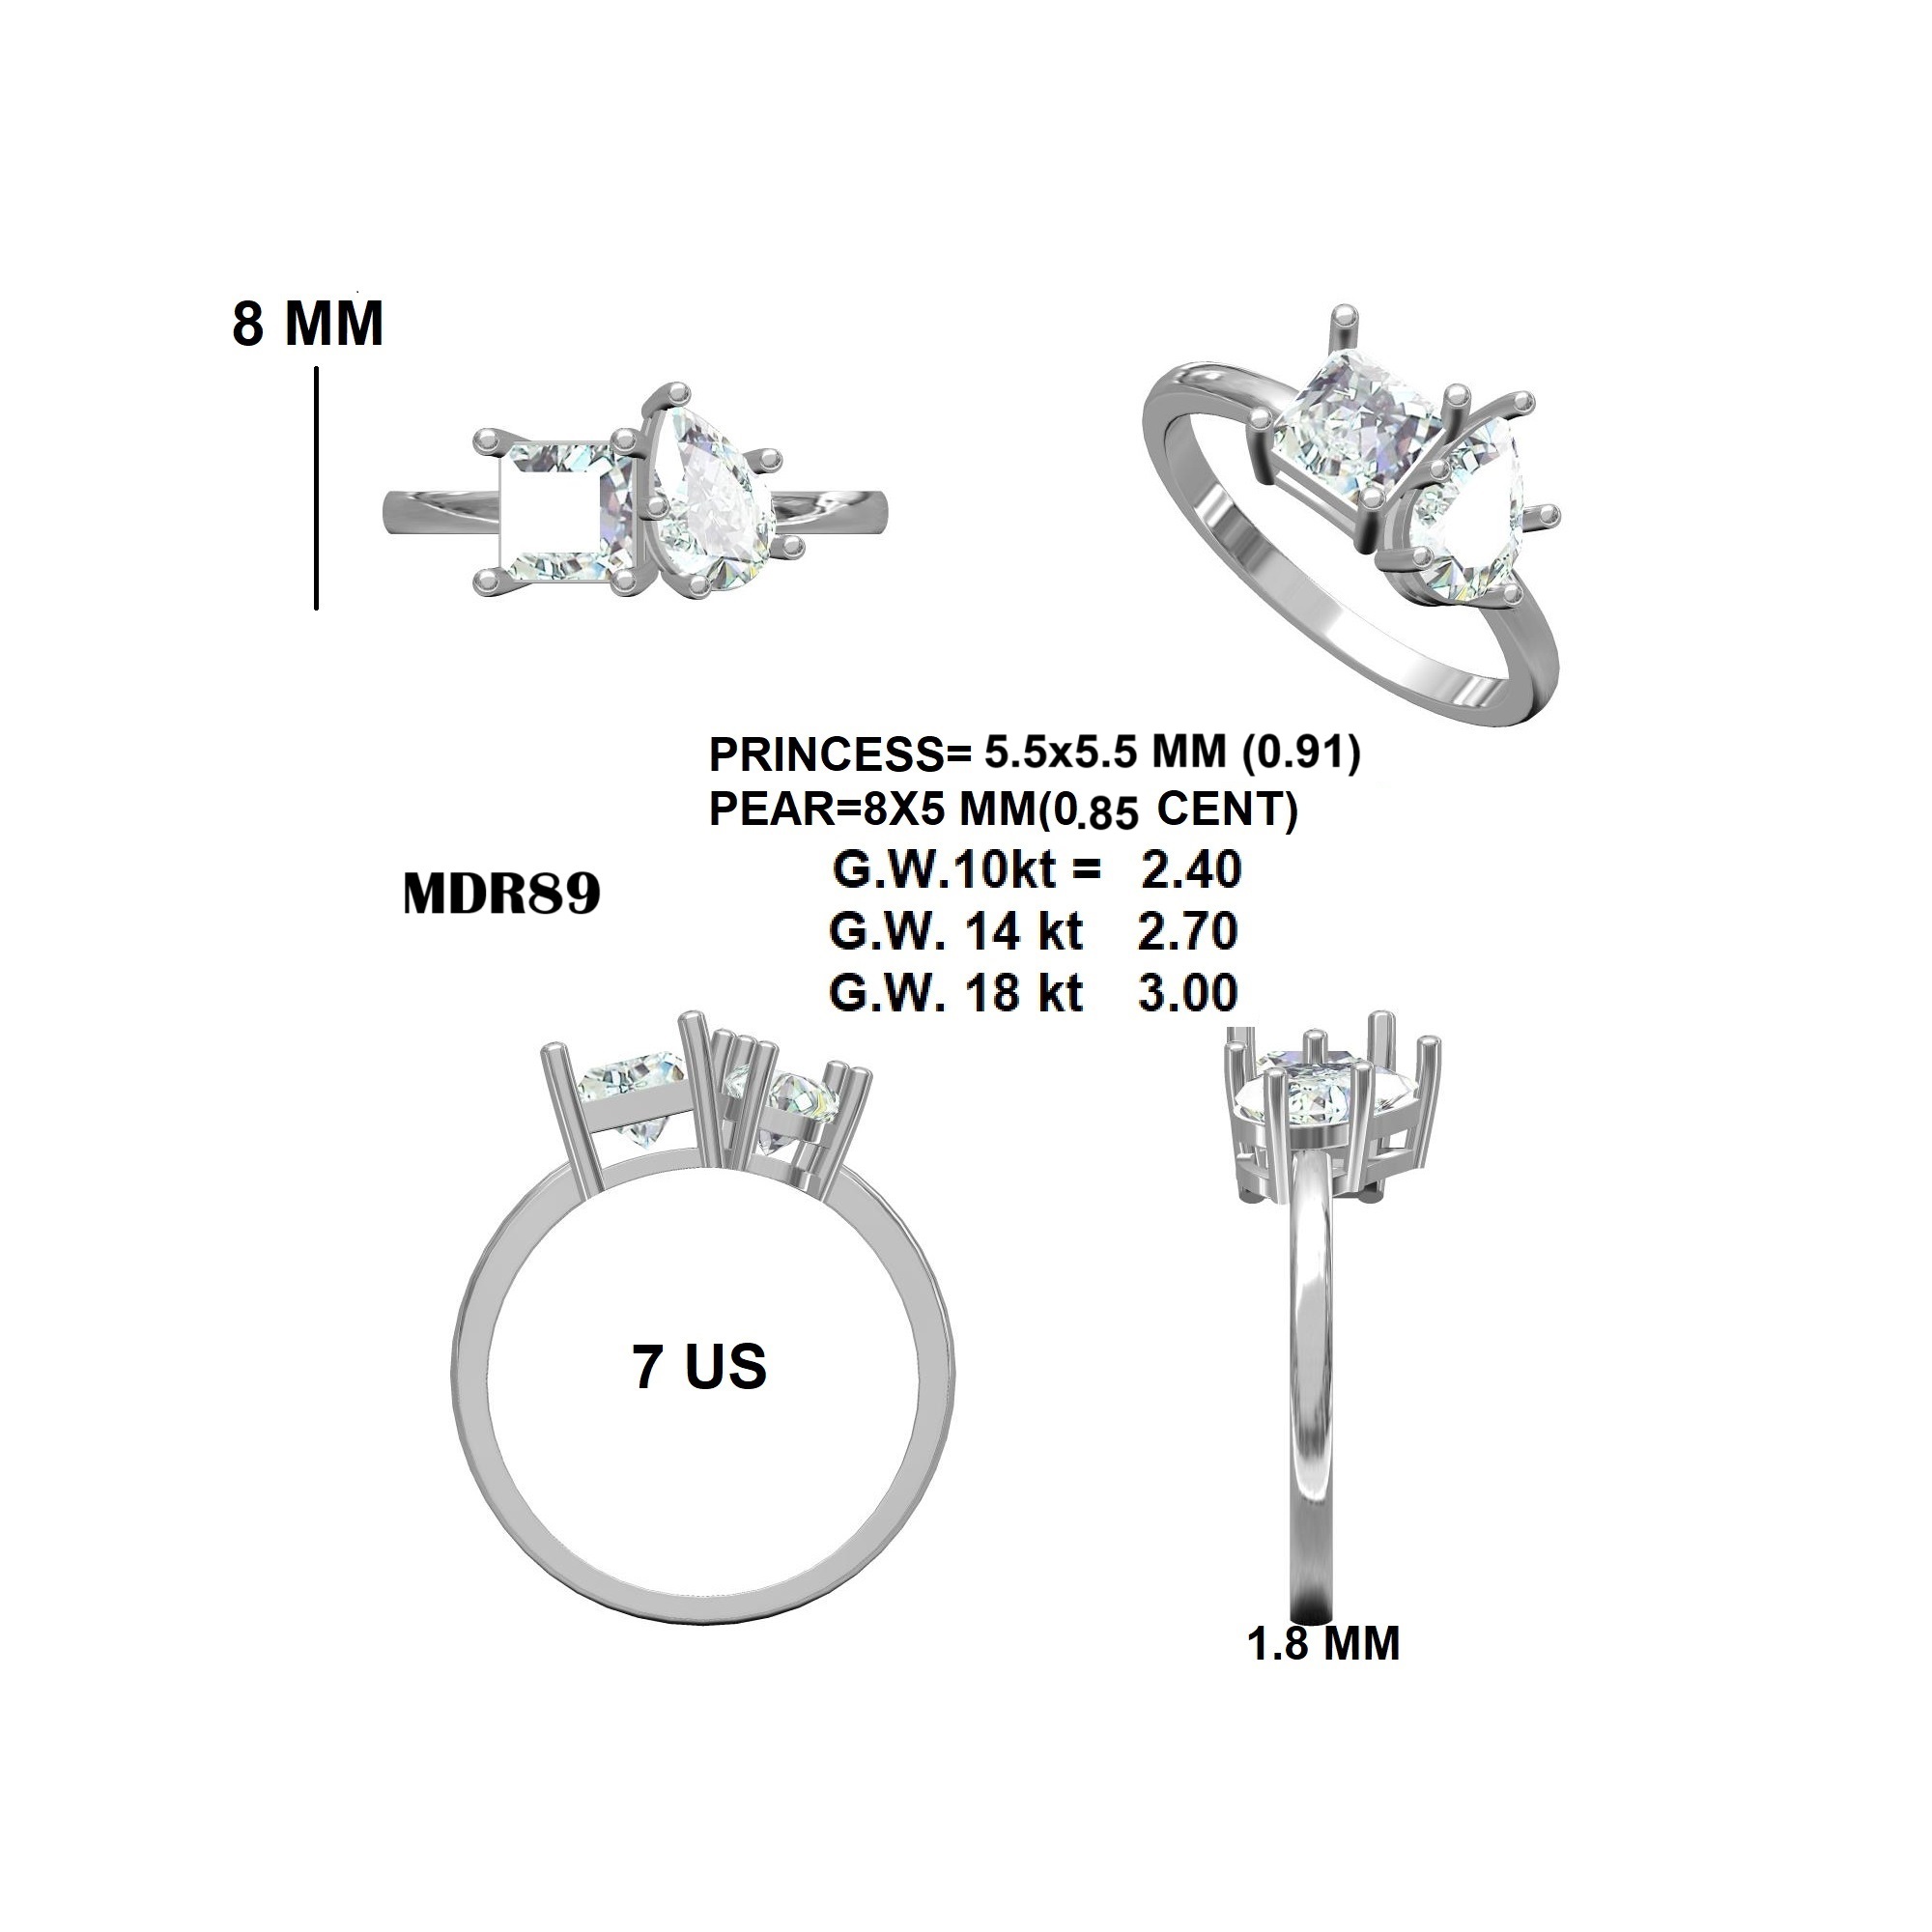 8 MM
PRINCESS= 5.5x5.5 MM (0.91)
PEAR=8X5 MM(0.85 CENT)
G.W.10kt = 2.40
MDR89
G.W. 14 kt 2.70
G.W. 18 kt 3.00
7 US
1.8 MM